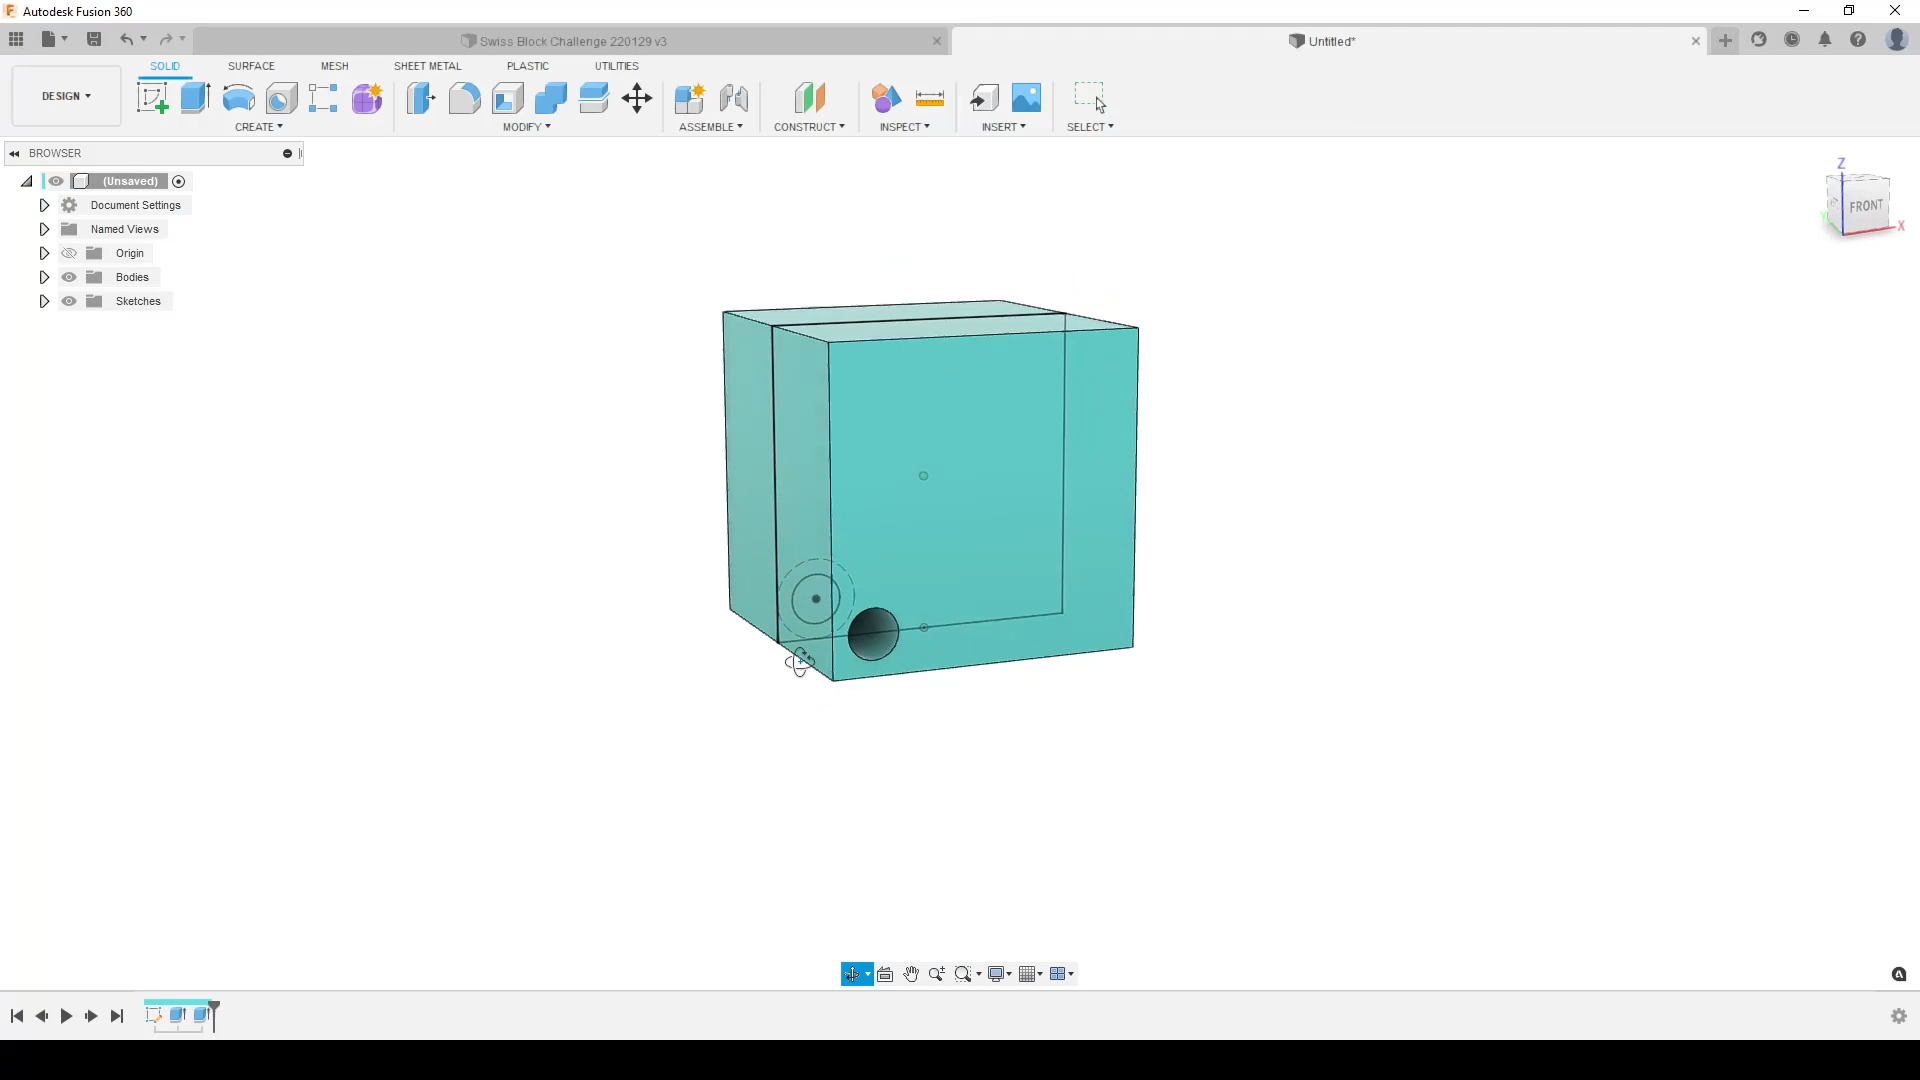 Autodesk Fusion 360
Swiss Block Challenge 220129 v3
Untitled*
SOLID
SURFACE
MESH
SHEET METAL
PLASTIC
UTILITIES
DESIGN
CREATE
MODIFY
ASSEMBLE
CONSTRUCT
INSPECT
INSERT
SELECT
BROWSER
(Unsaved)
Document Settings
Named Views
Origin
Bodies
Sketches
Z
FRONT
X